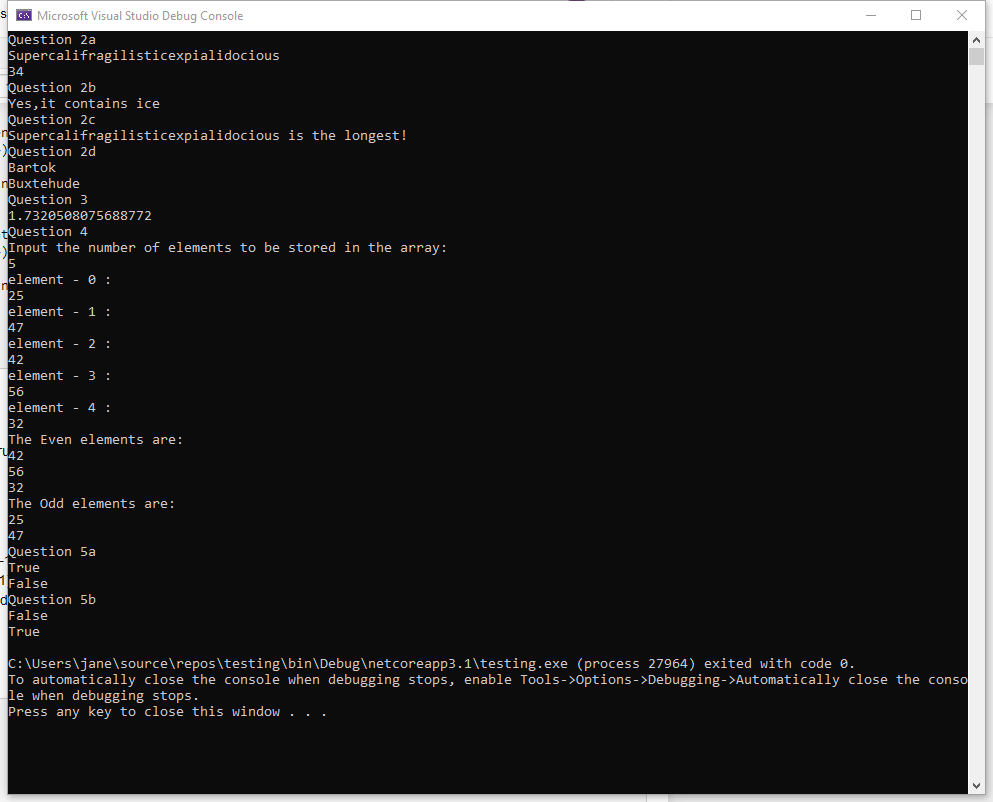 Microsoft Visual Studio Debug Console
Question 2a
Supercalifragilisticexpialidocious
34
Question 2b
Yes,it contains ice
Question 2c
Supercalifragilisticexpialidocious is the longest!
Question 2d
Bartok
Buxtehude
Question 3
1.7320508075688772
Question 4
Input the number of elements to be stored in the array:
5
element - 0 :
25
element - 1 :
47
element - 2 :
42
element - 3 :
56
element - 4 :
32
The Even elements are:
42
56
32
The Odd elements are:
25
47
Question 5a
True
False
Question 5b
False
True
C:\Users\jane\source\repos\testing\bin\Debug\netcoreapp3.1\testing.exe (process 27964) exited with code 0.
To automatically close the console when debugging stops, enable Tools->Options->Debugging->Automatically close the conso
le when debugging stops.
Press any key to close this window . . .